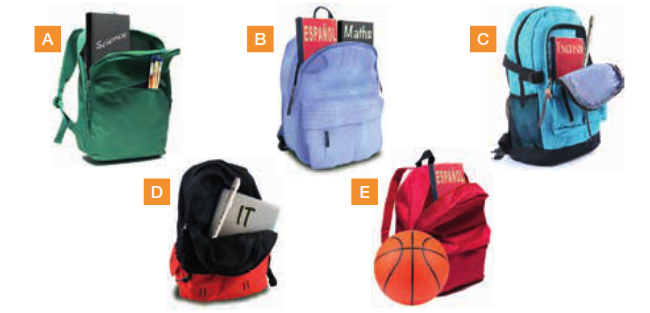 A
Science
B
ESPAÑOL
Maths
C
ENGLISH
D
IT
E
ESPAÑOL